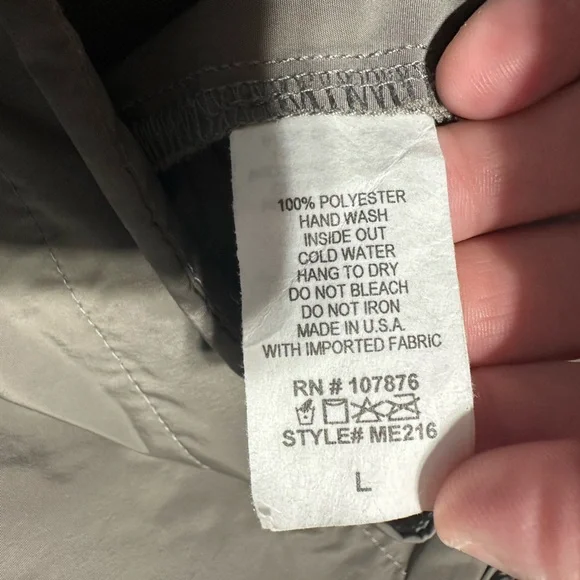 100% POLYESTER
HAND WASH
INSIDE OUT
COLD WATER
HANG TO DRY
DO NOT BLEACH
DO NOT IRON
MADE IN U.S.A.
WITH IMPORTED FABRIC
RN # 107876
STYLE# ME216
L